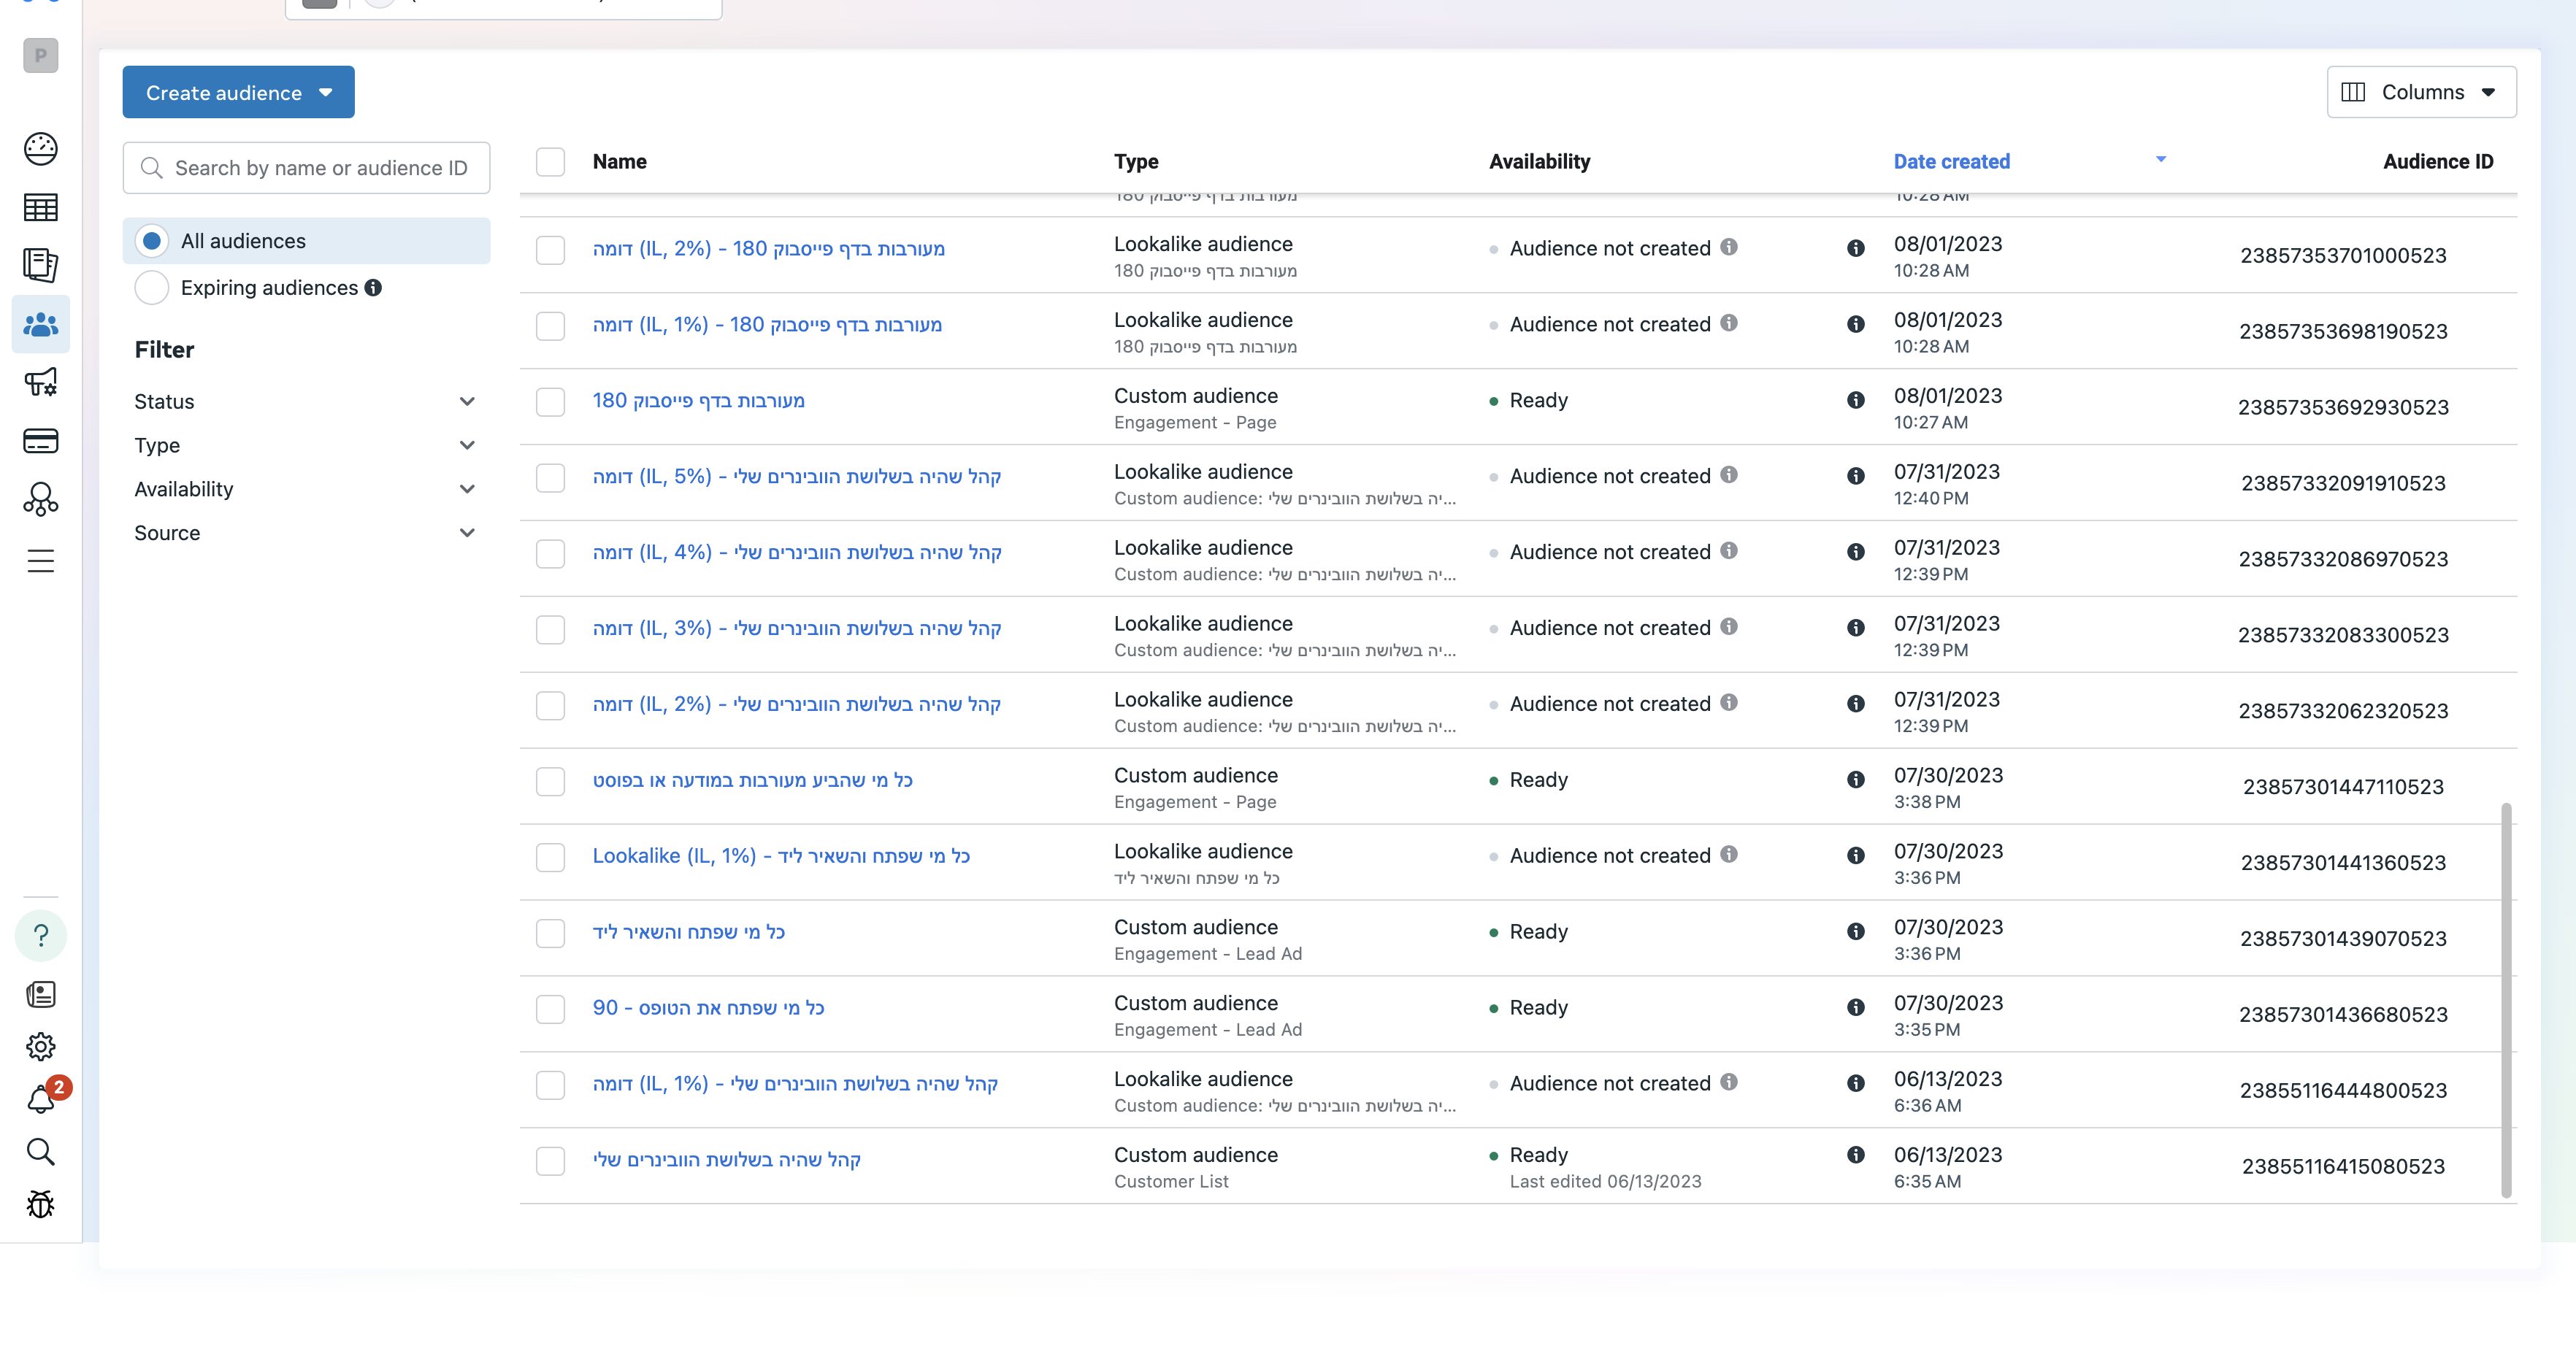 P
Create audience
Columns
Search by name or audience ID
All audiences
Expiring audiences
Filter
Status
Type
Availability
Source
2
Name Type Availability Date created Audience ID
מעורבות בדף פייסבוק 180
10:28 AM
דומה (IL, 2%) - מעורבות בדף פייסבוק 180 Lookalike audience Audience not created 08/01/2023 23857353701000523
מעורבות בדף פייסבוק 180 10:28 AM
דומה (IL, 1%) - מעורבות בדף פייסבוק 180 Lookalike audience Audience not created 08/01/2023 23857353698190523
מעורבות בדף פייסבוק 180 10:28 AM
מעורבות בדף פייסבוק 180 Custom audience Ready 08/01/2023 23857353692930523
Engagement - Page 10:27 AM
דומה (IL, 5%) - קהל שהיה בשלושת הוובינרים שלי Lookalike audience Audience not created 07/31/2023 23857332091910523
Custom audience: יה בשלושת הוובינרים שלי... 12:40 PM
דומה (IL, 4%) - קהל שהיה בשלושת הוובינרים שלי Lookalike audience Audience not created 07/31/2023 23857332086970523
Custom audience: יה בשלושת הוובינרים שלי... 12:39 PM
דומה (IL, 3%) - קהל שהיה בשלושת הוובינרים שלי Lookalike audience Audience not created 07/31/2023 23857332083300523
Custom audience: יה בשלושת הוובינרים שלי... 12:39 PM
דומה (IL, 2%) - קהל שהיה בשלושת הוובינרים שלי Lookalike audience Audience not created 07/31/2023 23857332062320523
Custom audience: יה בשלושת הוובינרים שלי... 12:39 PM
כל מי שהביע מעורבות במודעה או בפוסט Custom audience Ready 07/30/2023 23857301447110523
Engagement - Page 3:38 PM
Lookalike (IL, 1%) - כל מי שפתח והשאיר ליד Lookalike audience Audience not created 07/30/2023 23857301441360523
כל מי שפתח והשאיר ליד 3:36 PM
כל מי שפתח והשאיר ליד Custom audience Ready 07/30/2023 23857301439070523
Engagement - Lead Ad 3:36 PM
כל מי שפתח את הטופס - 90 Custom audience Ready 07/30/2023 23857301436680523
Engagement - Lead Ad 3:35 PM
דומה (IL, 1%) - קהל שהיה בשלושת הוובינרים שלי Lookalike audience Audience not created 06/13/2023 23855116444800523
Custom audience: יה בשלושת הוובינרים שלי... 6:36 AM
קהל שהיה בשלושת הוובינרים שלי Custom audience Ready 06/13/2023 23855116415080523
Customer List Last edited 06/13/2023 6:35 AM